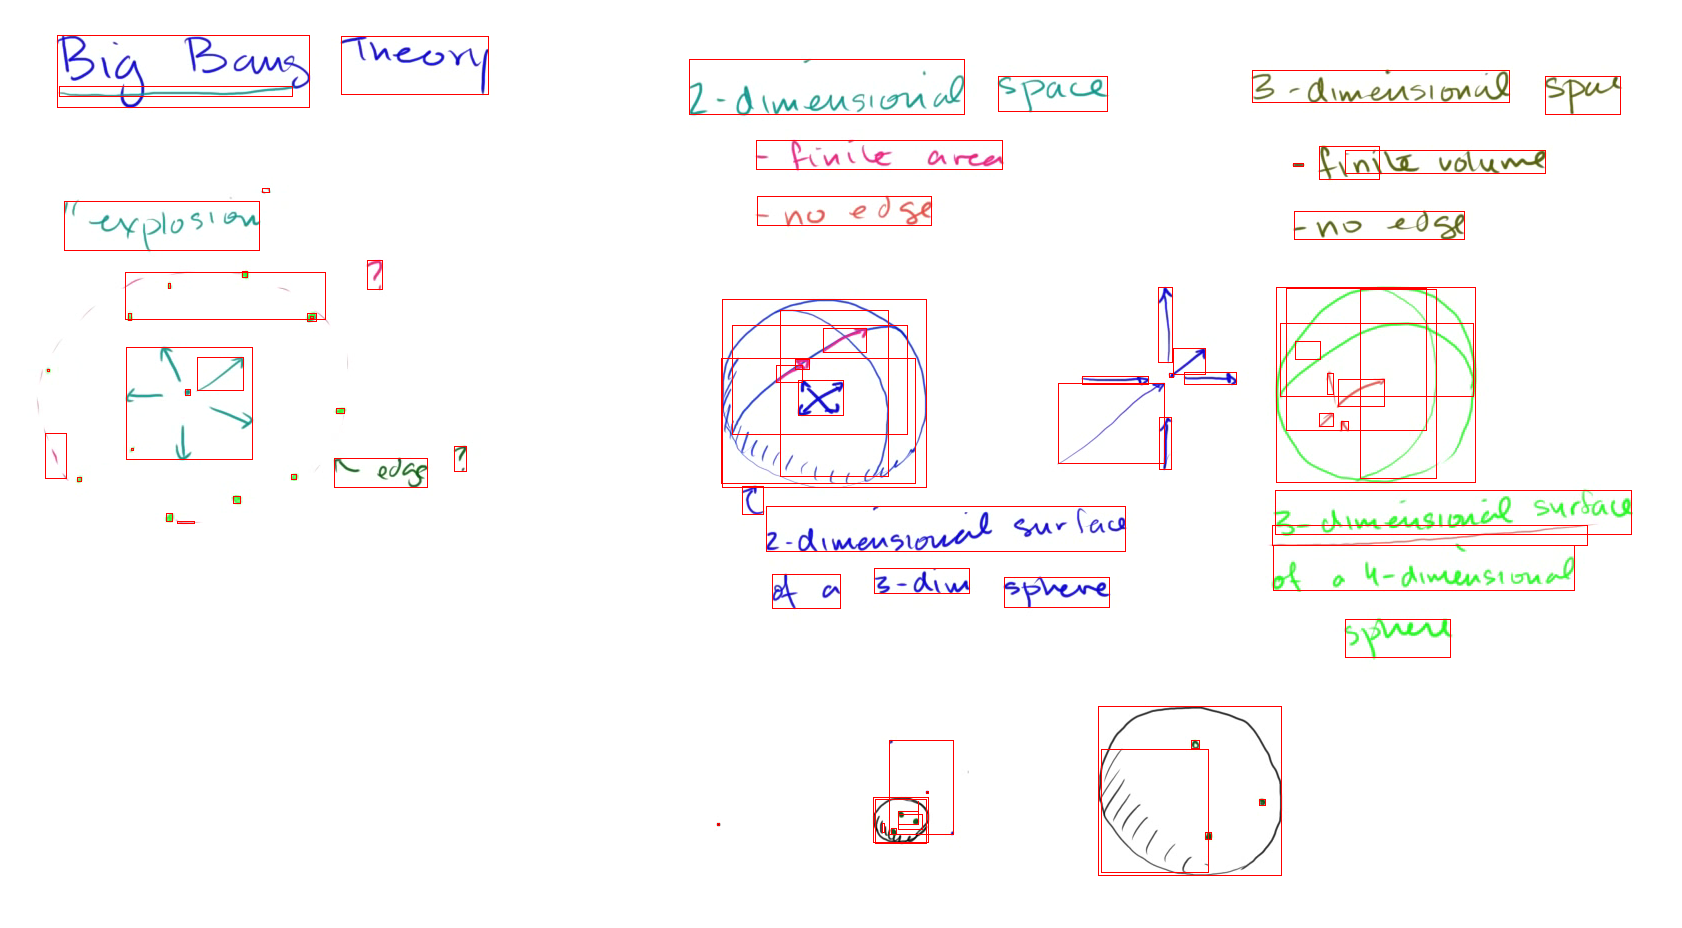 Big Bang Theory
"explosion
?
edge ?
2-dimensional space
- finite area
- no edge
2-dimensional surface
of a 3-dim sphere
3-dimensional spac
- finite volume
- no edge
3-dimensional surface
of a 4-dimensional
sphere